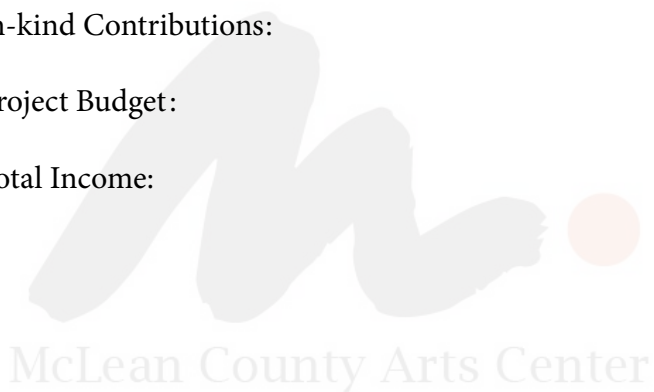 n-kind Contributions:
roject Budget:
otal Income:
McLean County Arts Center